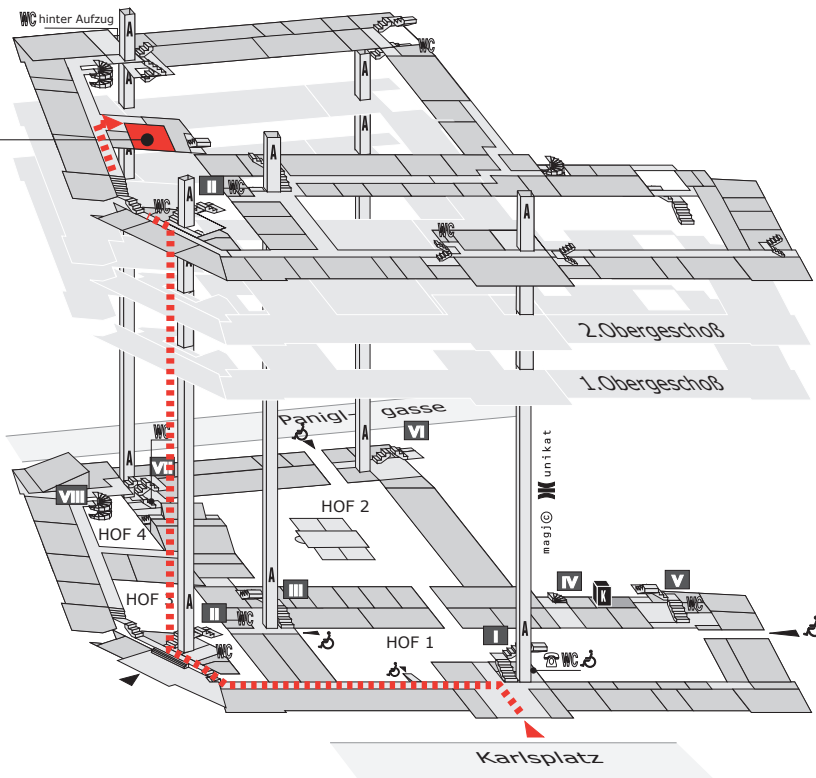 WC hinter Aufzug
A
A
WC
A
A
A
A
II WC
A
WC
A
WC
A
2.Obergeschoß
1.Obergeschoß
Panigl- gasse
WC
VI
A
A
VIII
HOF 4
HOF 2
magj© unikat
A
A
HOF 3
A
II
WC
III
IV
K
V
WC
A
HOF 1
I
WC
WC
Karlsplatz